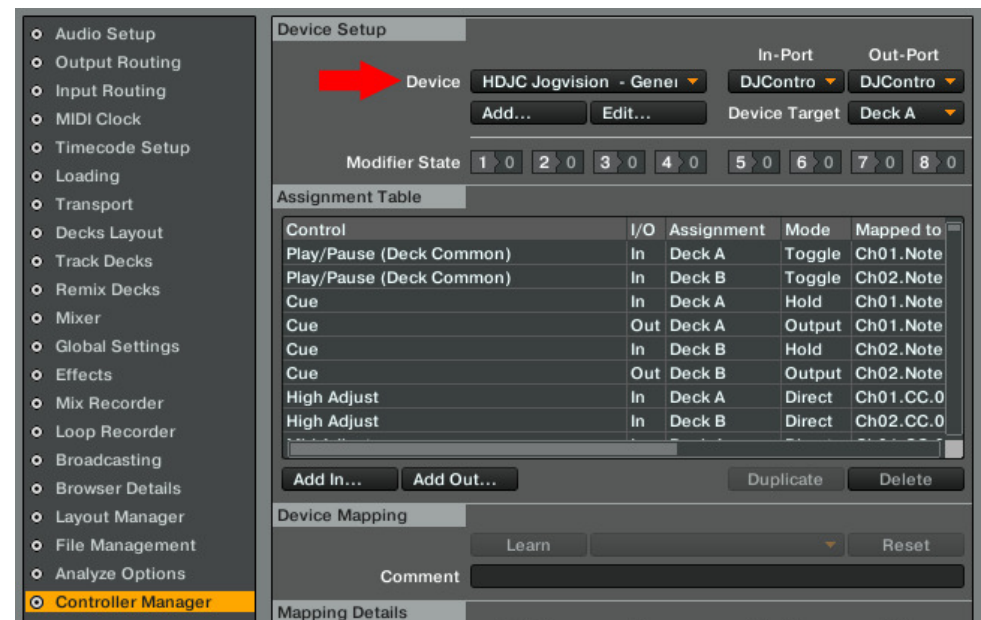 Audio Setup
Output Routing
Input Routing
MIDI Clock
Timecode Setup
Loading
Transport
Decks Layout
Track Decks
Remix Decks
Mixer
Global Settings
Effects
Mix Recorder
Loop Recorder
Broadcasting
Browser Details
Layout Manager
File Management
Analyze Options
Controller Manager
Device Setup
In-Port Out-Port
Device HDJC Jogvision - Gener DJContro DJContro
Add... Edit... Device Target Deck A
Modifier State 1 0 2 0 3 0 4 0 5 0 6 0 7 0 8 0
Assignment Table
Control I/O Assignment Mode Mapped to
Play/Pause (Deck Common) In Deck A Toggle Ch01.Note
Play/Pause (Deck Common) In Deck B Toggle Ch02.Note
Cue In Deck A Hold Ch01.Note
Cue Out Deck A Output Ch01.Note
Cue In Deck B Hold Ch02.Note
Cue Out Deck B Output Ch02.Note
High Adjust In Deck A Direct Ch01.CC.0
High Adjust In Deck B Direct Ch02.CC.0
Add In... Add Out... Duplicate Delete
Device Mapping
Learn Reset
Comment
Mapping Details